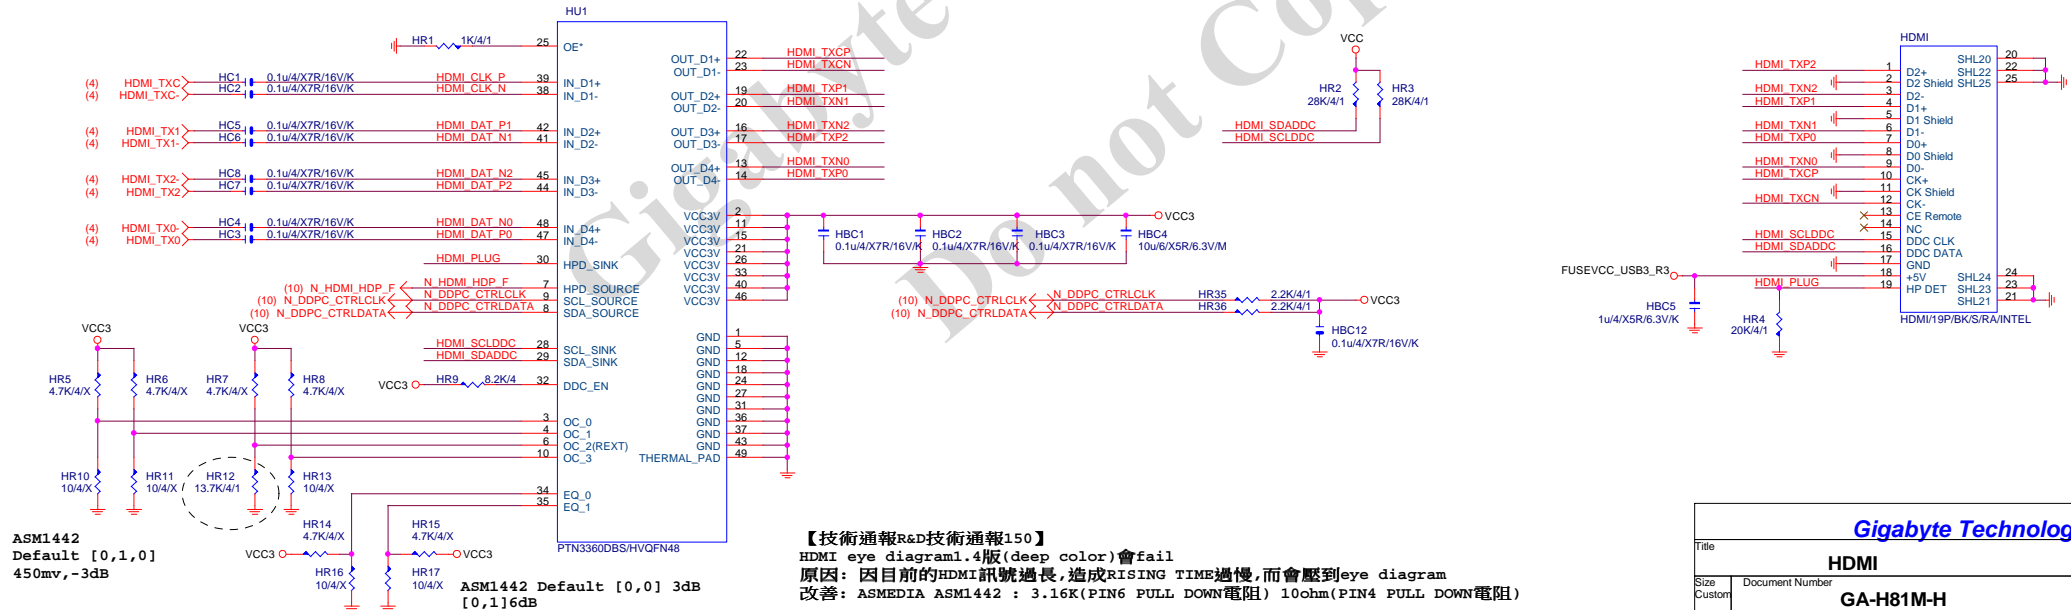 HU1
HR1 1K/4/1 25 OE*
(4) HDMI_TXC HC1 0.1u/4/X7R/16V/K HDMI_CLK_P 39 IN_D1+
(4) HDMI_TXC- HC2 0.1u/4/X7R/16V/K HDMI_CLK_N 38 IN_D1-
(4) HDMI_TX1 HC5 0.1u/4/X7R/16V/K HDMI_DAT_P1 42 IN_D2+
(4) HDMI_TX1- HC6 0.1u/4/X7R/16V/K HDMI_DAT_N1 41 IN_D2-
(4) HDMI_TX2- HC8 0.1u/4/X7R/16V/K HDMI_DAT_N2 45 IN_D3+
(4) HDMI_TX2 HC7 0.1u/4/X7R/16V/K HDMI_DAT_P2 44 IN_D3-
(4) HDMI_TX0- HC4 0.1u/4/X7R/16V/K HDMI_DAT_N0 48 IN_D4+
(4) HDMI_TX0 HC3 0.1u/4/X7R/16V/K HDMI_DAT_P0 47 IN_D4-
HDMI_PLUG 30 HPD_SINK
(10) N_HDMI_HDP_F 7 HPD_SOURCE
(10) N_DDPC_CTRLCLK N_DDPC_CTRLCLK 9 SCL_SOURCE
(10) N_DDPC_CTRLDATA N_DDPC_CTRLDATA 8 SDA_SOURCE
HDMI_SCLDDC 28 SCL_SINK
HDMI_SDADDC 29 SDA_SINK
VCC3 HR9 8.2K/4 32 DDC_EN
3 OC_0
4 OC_1
6 OC_2(REXT)
10 OC_3
34 EQ_0
35 EQ_1
OUT_D1+ 22 HDMI_TXCP
OUT_D1- 23 HDMI_TXCN
OUT_D2+ 19 HDMI_TXP1
OUT_D2- 20 HDMI_TXN1
OUT_D3+ 16 HDMI_TXN2
OUT_D3- 17 HDMI_TXP2
OUT_D4+ 13 HDMI_TXN0
OUT_D4- 14 HDMI_TXP0
VCC3V 2
VCC3V 11
VCC3V 15
VCC3V 21
VCC3V 26
VCC3V 33
VCC3V 40
VCC3V 46
GND 1
GND 5
GND 12
GND 18
GND 24
GND 27
GND 31
GND 36
GND 37
GND 43
THERMAL_PAD 49
PTN3360DBS/HVQFN48
VCC3
VCC3
HR5 4.7K/4/X
HR6 4.7K/4/X
HR7 4.7K/4/X
HR8 4.7K/4/X
HR10 10/4/X
HR11 10/4/X
HR12 13.7K/4/1
HR13 10/4/X
HR14 4.7K/4/X
VCC3
HR15 4.7K/4/X
VCC3
HR16 10/4/X
HR17 10/4/X
ASM1442
Default [0,1,0]
450mv,-3dB
ASM1442 Default [0,0] 3dB
[0,1]6dB
VCC3
HBC1 0.1u/4/X7R/16V/K
HBC2 0.1u/4/X7R/16V/K
HBC3 0.1u/4/X7R/16V/K
HBC4 10u/6/X5R/6.3V/M
VCC
HR2 28K/4/1
HR3 28K/4/1
HDMI_SDADDC
HDMI_SCLDDC
(10) N_DDPC_CTRLCLK N_DDPC_CTRLCLK HR35 2.2K/4/1 VCC3
(10) N_DDPC_CTRLDATA N_DDPC_CTRLDATA HR36 2.2K/4/1
HBC12
0.1u/4/X7R/16V/K
HDMI
HDMI_TXP2 1 D2+
2 D2 Shield
HDMI_TXN2 3 D2-
HDMI_TXP1 4 D1+
5 D1 Shield
HDMI_TXN1 6 D1-
HDMI_TXP0 7 D0+
8 D0 Shield
HDMI_TXN0 9 D0-
HDMI_TXCP 10 CK+
11 CK Shield
HDMI_TXCN 12 CK-
13 CE Remote
14 NC
HDMI_SCLDDC 15 DDC CLK
HDMI_SDADDC 16 DDC DATA
17 GND
FUSEVCC_USB3_R3 18 +5V
HDMI_PLUG 19 HP DET
SHL20 20
SHL22 22
SHL25 25
SHL24 24
SHL23 23
SHL21 21
HDMI/19P/BK/S/RA/INTEL
HBC5
1u/4/X5R/6.3V/K
HR4
20K/4/1
【技術通報R&D技術通報150】
HDMI eye diagram1.4版(deep color)會fail
原因: 因目前的HDMI訊號過長,造成RISING TIME過慢,而會壓到eye diagram
改善: ASMEDIA ASM1442 : 3.16K(PIN6 PULL DOWN電阻) 10ohm(PIN4 PULL DOWN電阻)
Gigabyte Technolog
Title
HDMI
Size
Custom
Document Number
GA-H81M-H
Gigabyte
Do not Cop